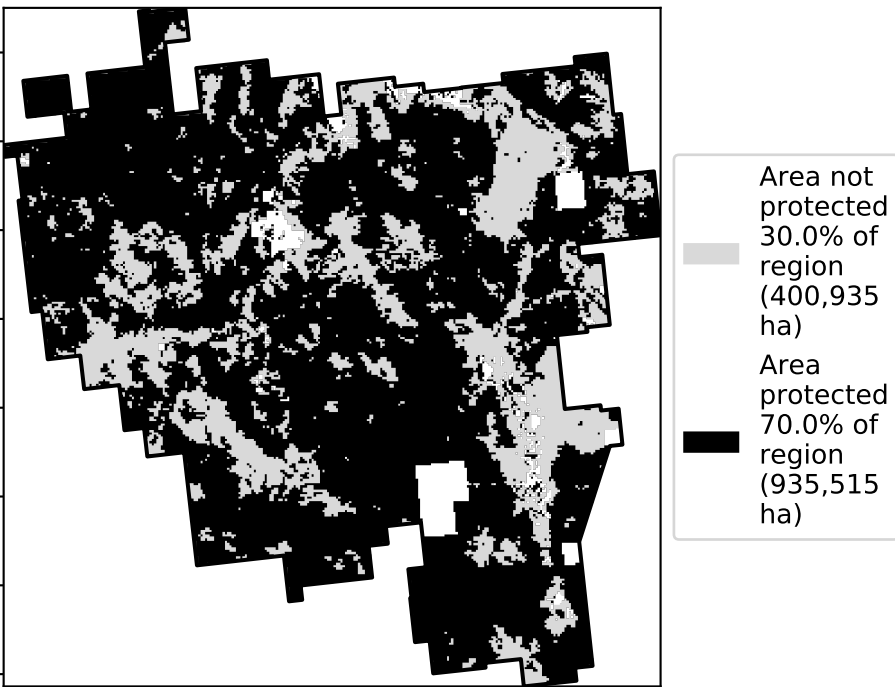 Area not
protected
30.0% of
region
(400,935
ha)
Area
protected
70.0% of
region
(935,515
ha)